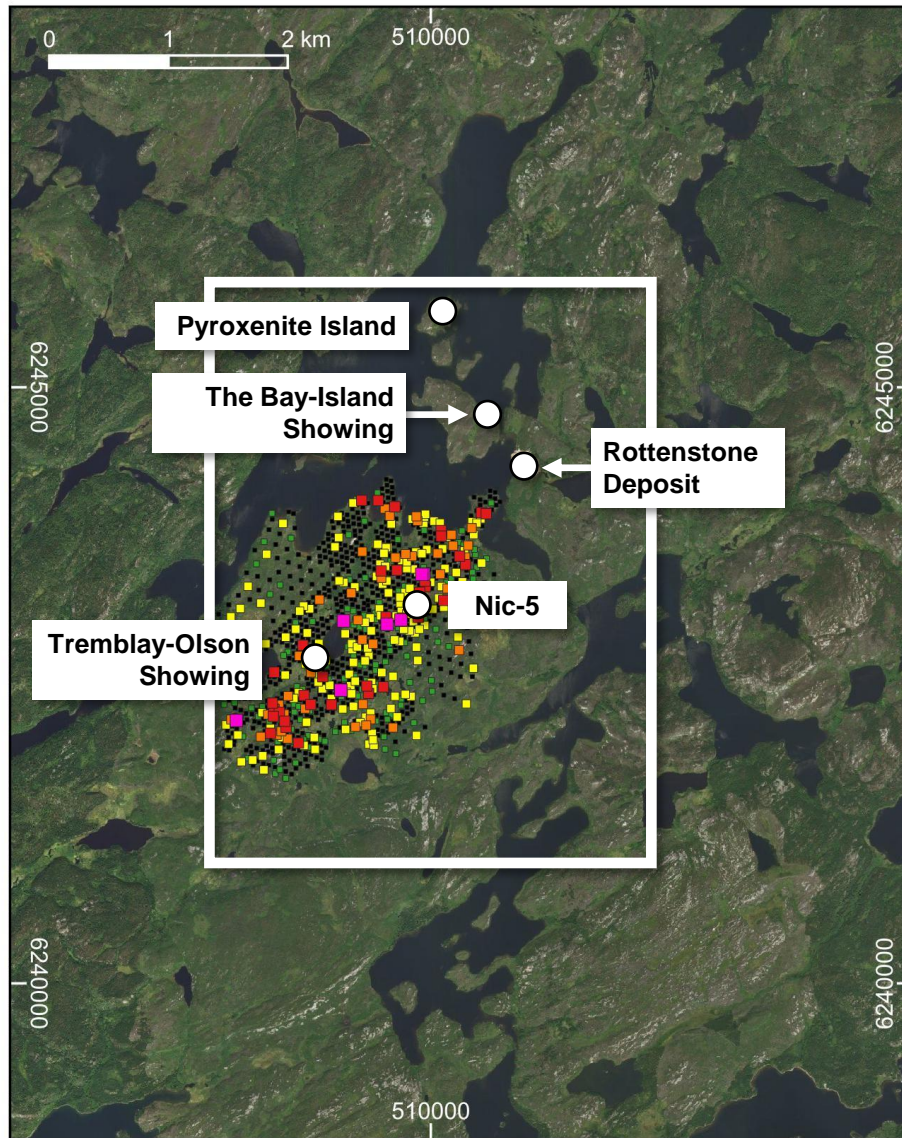 0 1 2 km
510000
Pyroxenite Island
6245000
6245000
The Bay-Island
Showing
Rottenstone
Deposit
Nic-5
Tremblay-Olson
Showing
6240000
6240000
510000